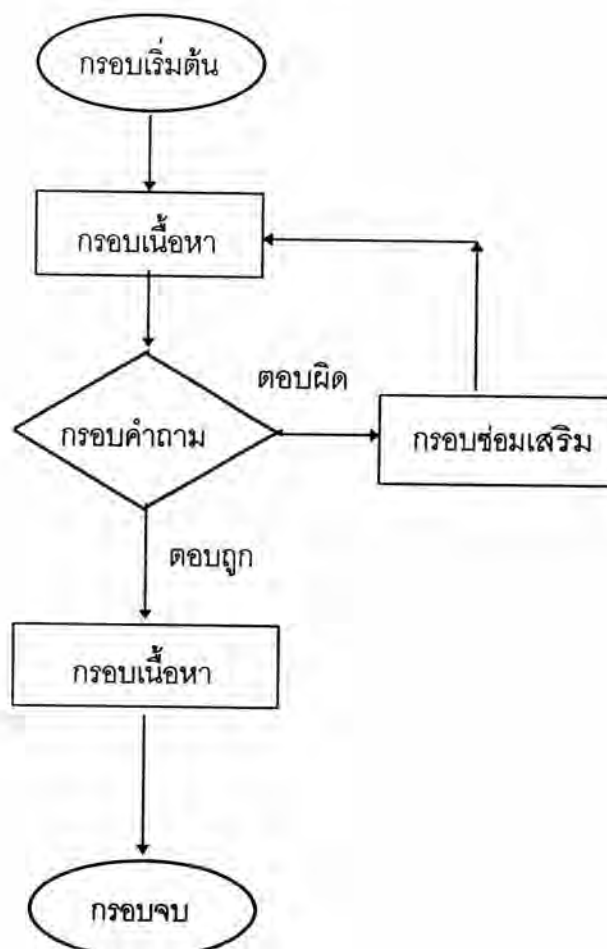 กรอบเริ่มต้น
กรอบเนื้อหา
ตอบผิด
กรอบคำถาม
กรอบซ่อมเสริม
ตอบถูก
กรอบเนื้อหา
กรอบจบ